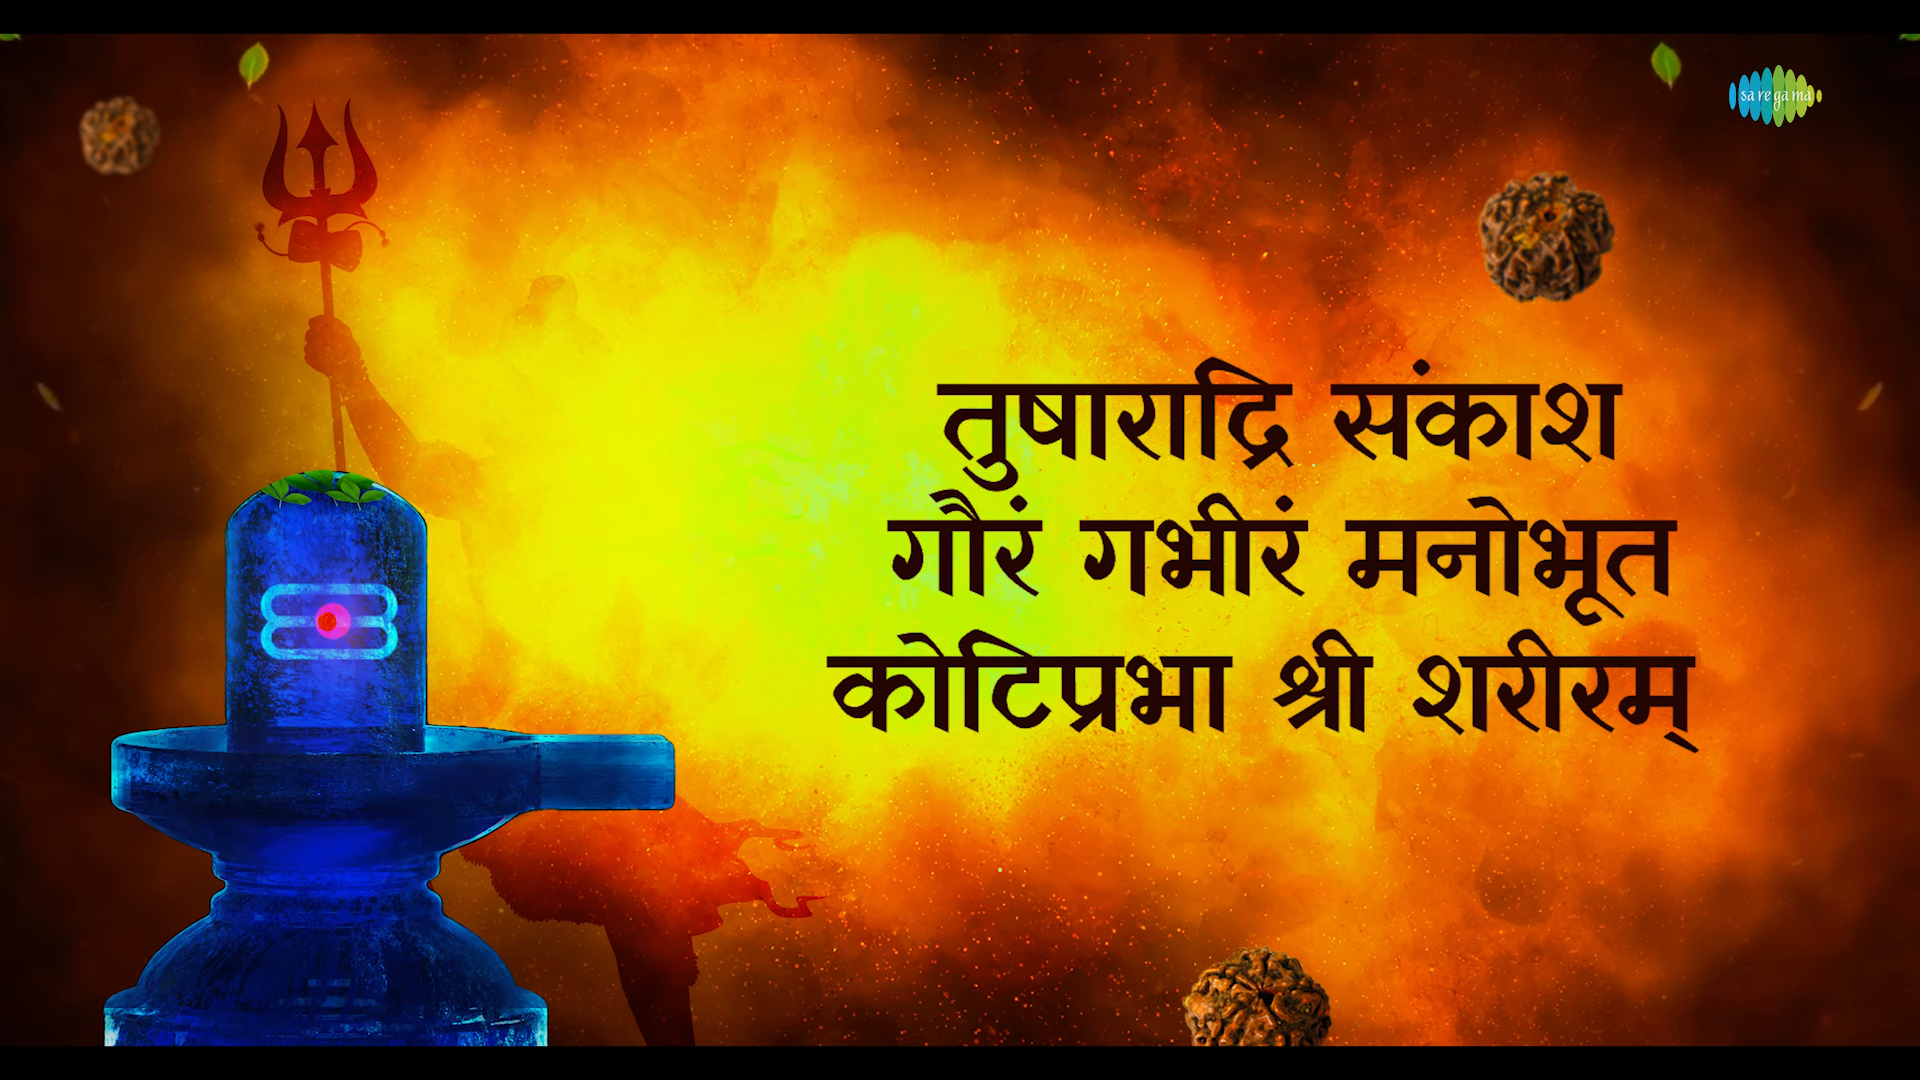 sa re ga ma
तुषाराद्रि संकाश
गौरं गभीरं मनोभूत
कोटिप्रभा श्री शरीरम्